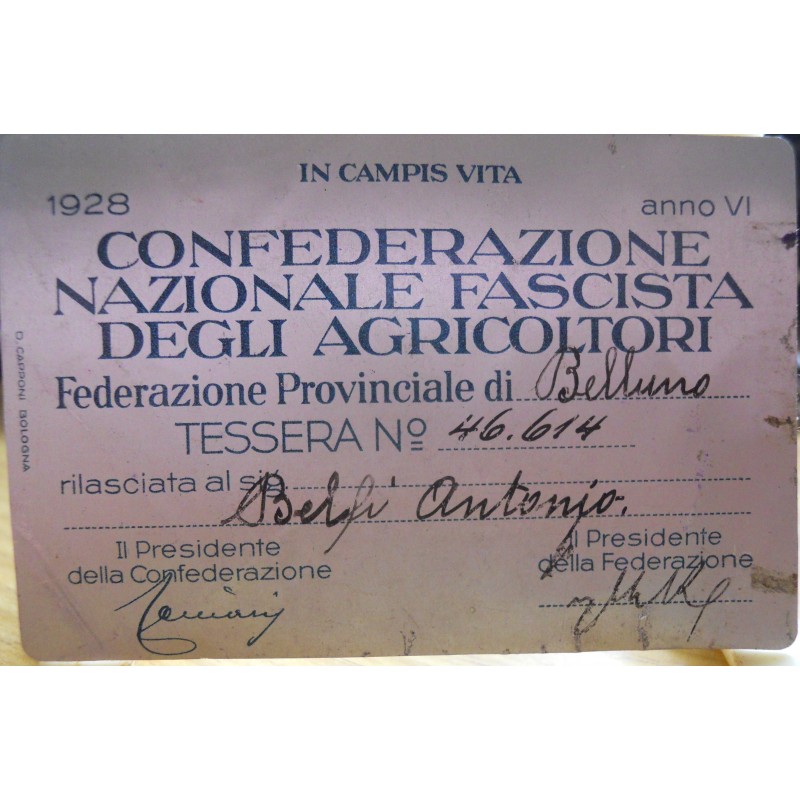 IN CAMPIS VITA
1928 anno VI
CONFEDERAZIONE
NAZIONALE FASCISTA
DEGLI AGRICOLTORI
Federazione Provinciale di Belluno
TESSERA Nº 46.614
rilasciata al sig.
Antonio.
Il Presidente
della Confederazione
Il Presidente
della Federazione
D. CAPPONI BOLOGNA